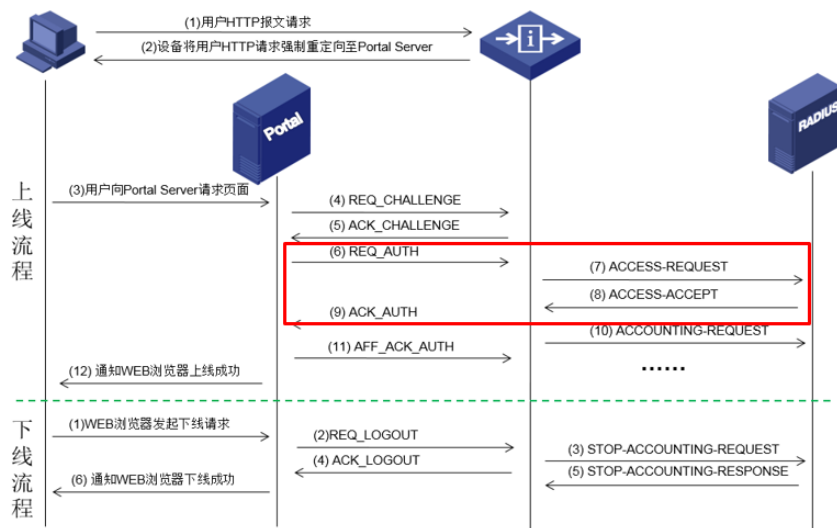 (1)用户HTTP报文请求
(2)设备将用户HTTP请求强制重定向至Portal Server
Portal
RADIUS
上线流程
(3)用户向Portal Server请求页面
(4) REQ_CHALLENGE
(5) ACK_CHALLENGE
(6) REQ_AUTH
(7) ACCESS-REQUEST
(8) ACCESS-ACCEPT
(9) ACK_AUTH
(10) ACCOUNTING-REQUEST
(11) AFF_ACK_AUTH
(12) 通知WEB浏览器上线成功
......
下线流程
(1)WEB浏览器发起下线请求
(2)REQ_LOGOUT
(3) STOP-ACCOUNTING-REQUEST
(4) ACK_LOGOUT
(5) STOP-ACCOUNTING-RESPONSE
(6) 通知WEB浏览器下线成功